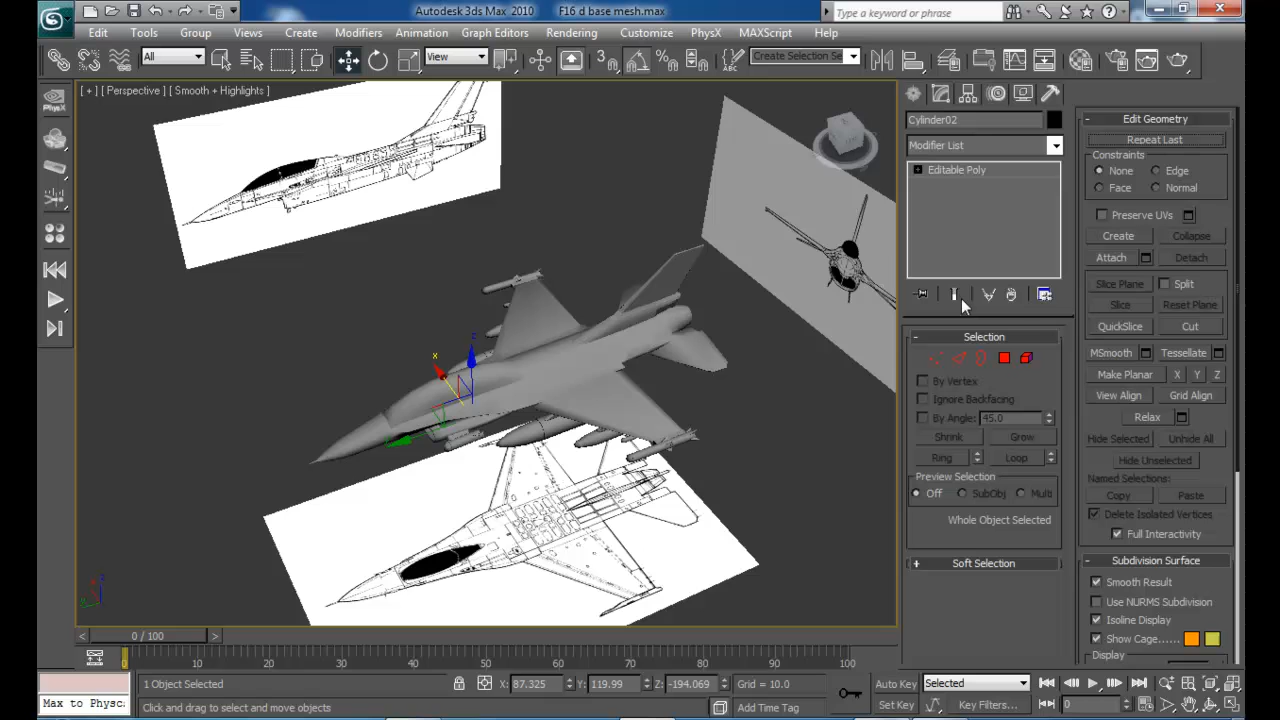 Autodesk 3ds Max 2010 F16 d base mesh.max
Type a keyword or phrase
Edit Tools Group Views Create Modifiers Animation Graph Editors Rendering Customize PhysX MAXScript Help
All
View
3
Create Selection Se
[ + ] [ Perspective ] [ Smooth + Highlights ]
PhysX
x
z
Cylinder02
Modifier List
Editable Poly
Selection
By Vertex
Ignore Backfacing
By Angle: 45.0
Shrink Grow
Ring Loop
Preview Selection
Off SubObj Multi
Whole Object Selected
Soft Selection
Edit Geometry
Repeat Last
Constraints
None Edge
Face Normal
Preserve UVs
Create Collapse
Attach Detach
Slice Plane Split
Slice Reset Plane
QuickSlice Cut
MSmooth Tessellate
Make Planar X Y Z
View Align Grid Align
Relax
Hide Selected Unhide All
Hide Unselected
Named Selections:
Copy Paste
Delete Isolated Vertices
Full Interactivity
Subdivision Surface
Smooth Result
Use NURMS Subdivision
Isoline Display
Show Cage......
Display
< 0 / 100 >
0 10 20 30 40 50 60 70 80 90 100
1 Object Selected X: 87.325 Y: 119.99 Z: -194.069 Grid = 10.0 Auto Key Selected
Max to Physc: Click and drag to select and move objects Add Time Tag Set Key Key Filters... 0